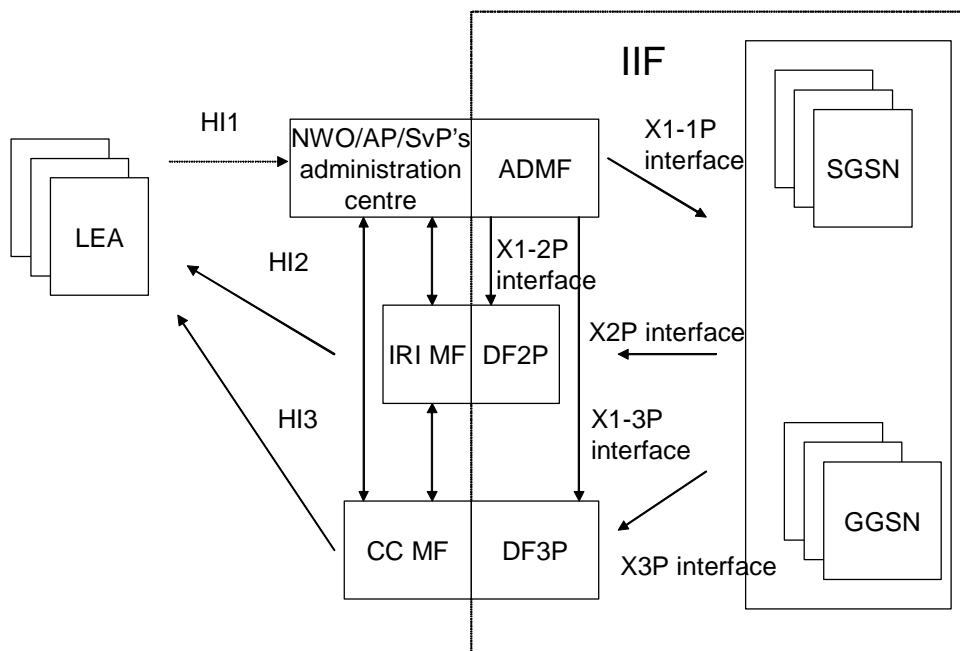 IIF
HI1
NWO/AP/SvP's
administration
centre
ADMF
X1-1P
interface
SGSN
LEA
HI2
X1-2P
interface
IRI MF
DF2P
X2P interface
HI3
X1-3P
interface
CC MF
DF3P
X3P interface
GGSN